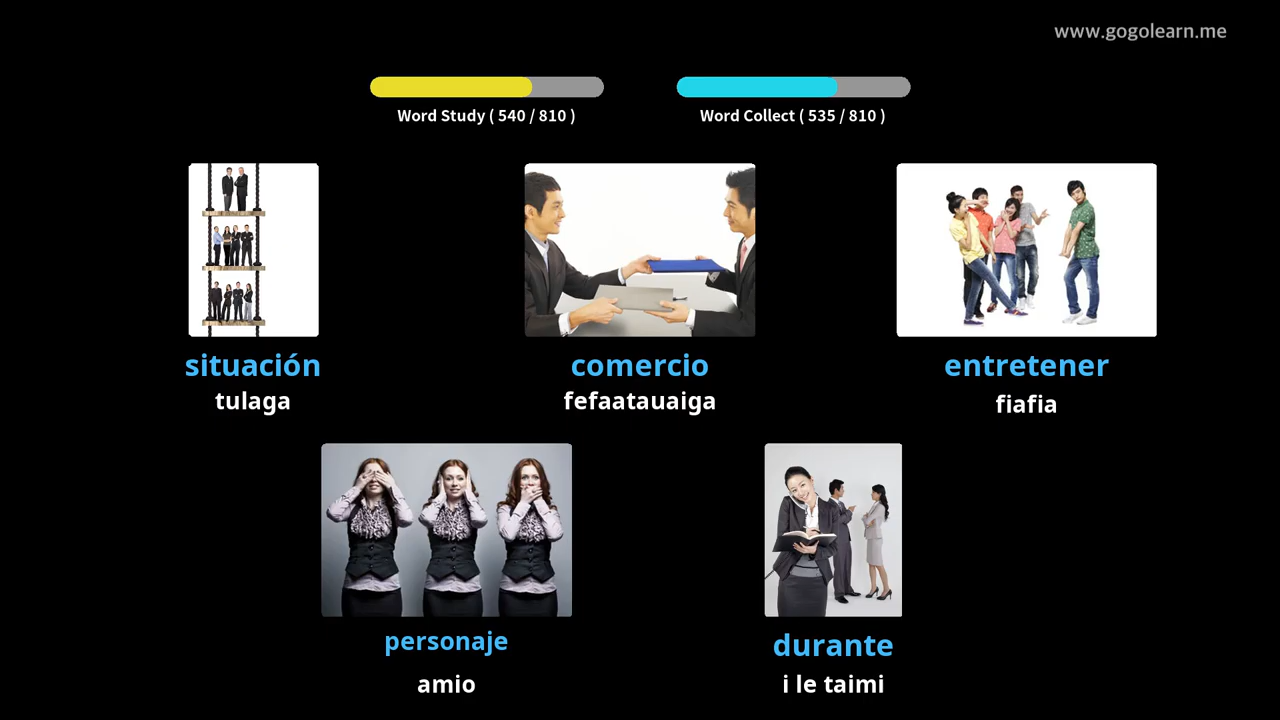 www.gogolearn.me
Word Study ( 540 / 810 )
Word Collect ( 535 / 810 )
situación
tulaga
comercio
fefaatauaiga
entretener
fiafia
personaje
amio
durante
i le taimi